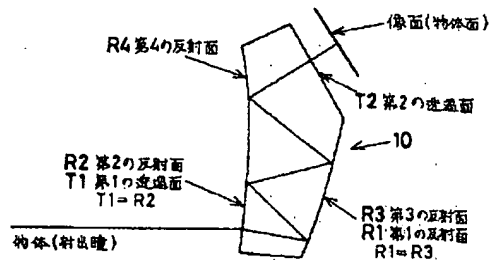 像面(物体面)
R4 第4の反射面
T2 第2の透過面
10
R2 第2の反射面
T1 第1の透過面
T1=R2
R3 第3の反射面
R1 第1の反射面
R1=R3
物体(射出瞳)